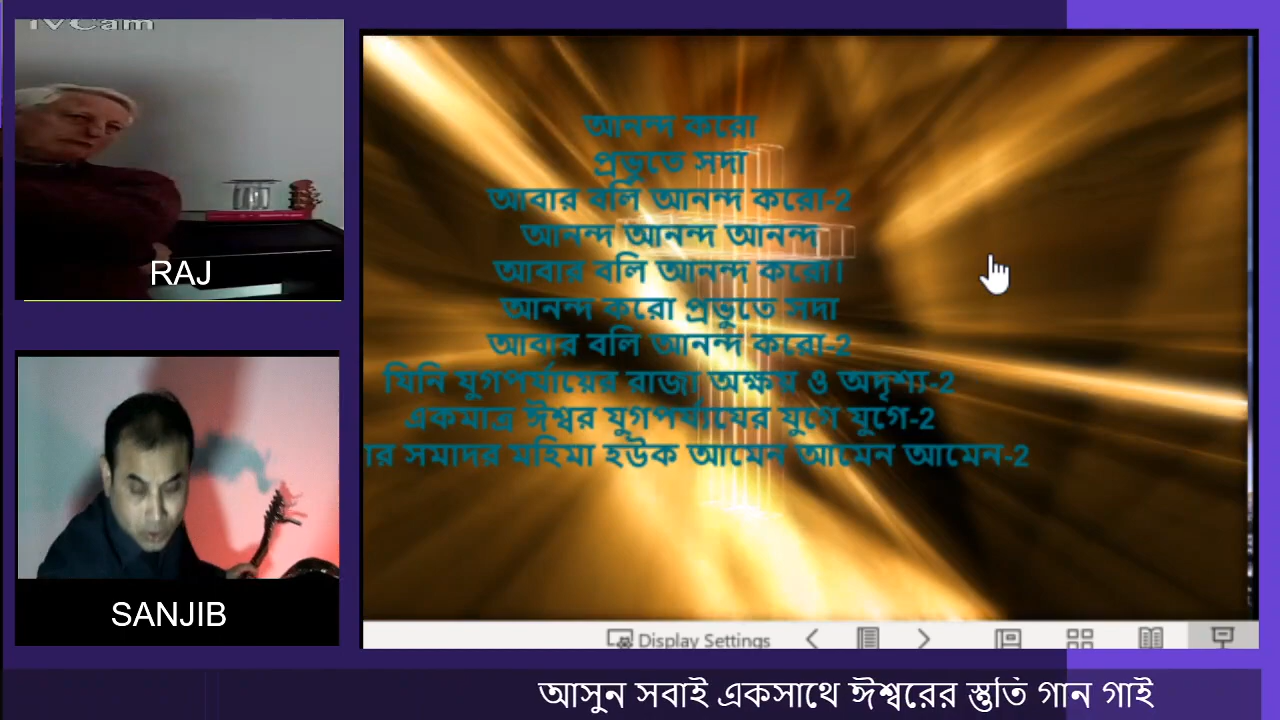 ivCam
RAJ
SANJIB
আনন্দ করো
প্রভুতে সদা
আবার বলি আনন্দ করো-2
আনন্দ আনন্দ আনন্দ
আবার বলি আনন্দ করো।
আনন্দ করো প্রভুতে সদা
আবার বলি আনন্দ করো-2
যিনি যুগপর্যায়ের রাজা অক্ষয় ও অদৃশ্য-2
একমাত্র ঈশ্বর যুগপর্য্যায়ের যুগে যুগে-2
সমাদর মহিমা হউক আমেন আমেন আমেন-2
Display Settings
আসুন সবাই একসাথে ঈশ্বরের স্তুতি গান গাই